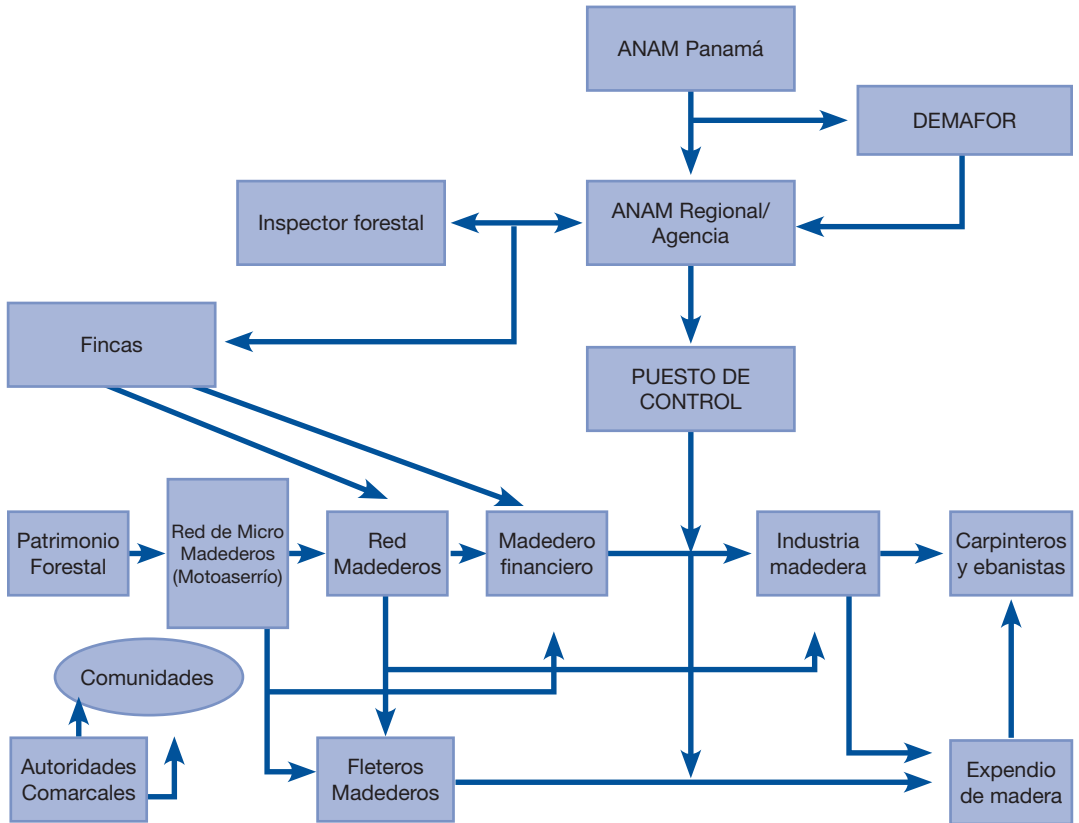 ANAM Panamá
DEMAFOR
Inspector forestal
ANAM Regional/
Agencia
Fincas
PUESTO DE
CONTROL
Patrimonio
Forestal
Red de Micro
Madederos
(Motoaserrío)
Red
Madederos
Madedero
financiero
Industria
madedera
Carpinteros
y ebanistas
Comunidades
Autoridades
Comarcales
Fleteros
Madederos
Expendio
de madera